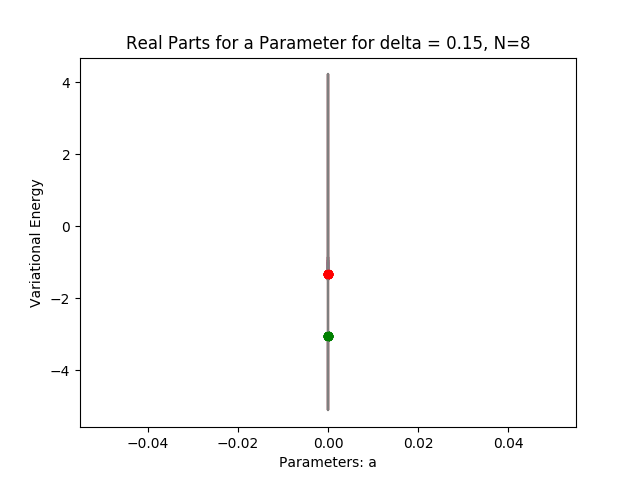 Real Parts for a Parameter for delta = 0.15, N=8
4
2
0
−2
−4
Variational Energy
−0.04 −0.02 0.00 0.02 0.04
Parameters: a